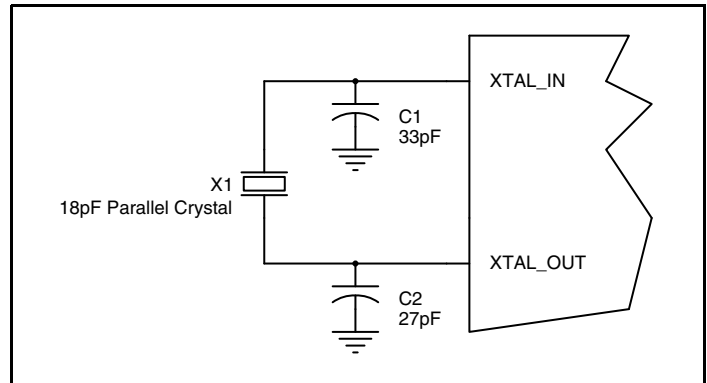 XTAL_IN
C1
33pF
X1
18pF Parallel Crystal
XTAL_OUT
C2
27pF